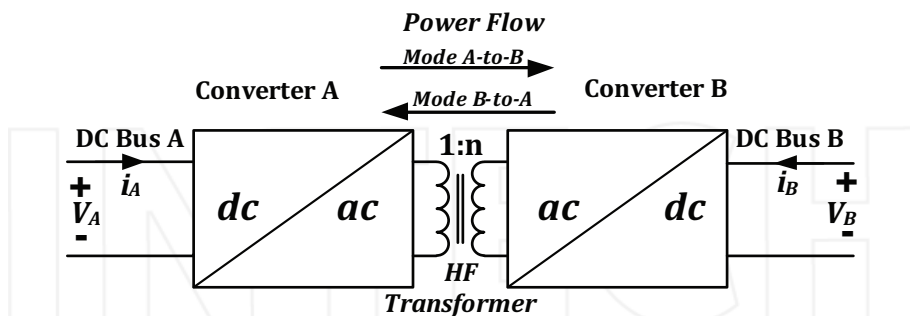 Power Flow
Mode A-to-B
Converter A
Mode B-to-A
Converter B
DC Bus A
1:n
DC Bus B
iA
iB
+
VA
-
dc
ac
ac
dc
+
VB
-
HF
Transformer